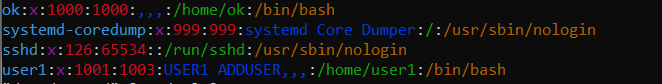 ok:x:1000:1000:,,,:/home/ok:/bin/bash
systemd-coredump:x:999:999:systemd Core Dumper:/:/usr/sbin/nologin
sshd:x:126:65534::/run/sshd:/usr/sbin/nologin
user1:x:1001:1003:USER1 ADDUSER,,,:/home/user1:/bin/bash